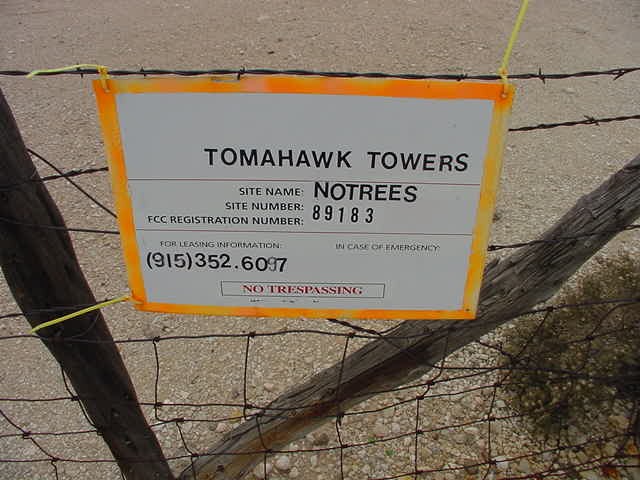 TOMAHAWK TOWERS
SITE NAME: NOTREES
SITE NUMBER:
FCC REGISTRATION NUMBER: 89183
FOR LEASING INFORMATION: IN CASE OF EMERGENCY:
(915)352.6097
NO TRESPASSING